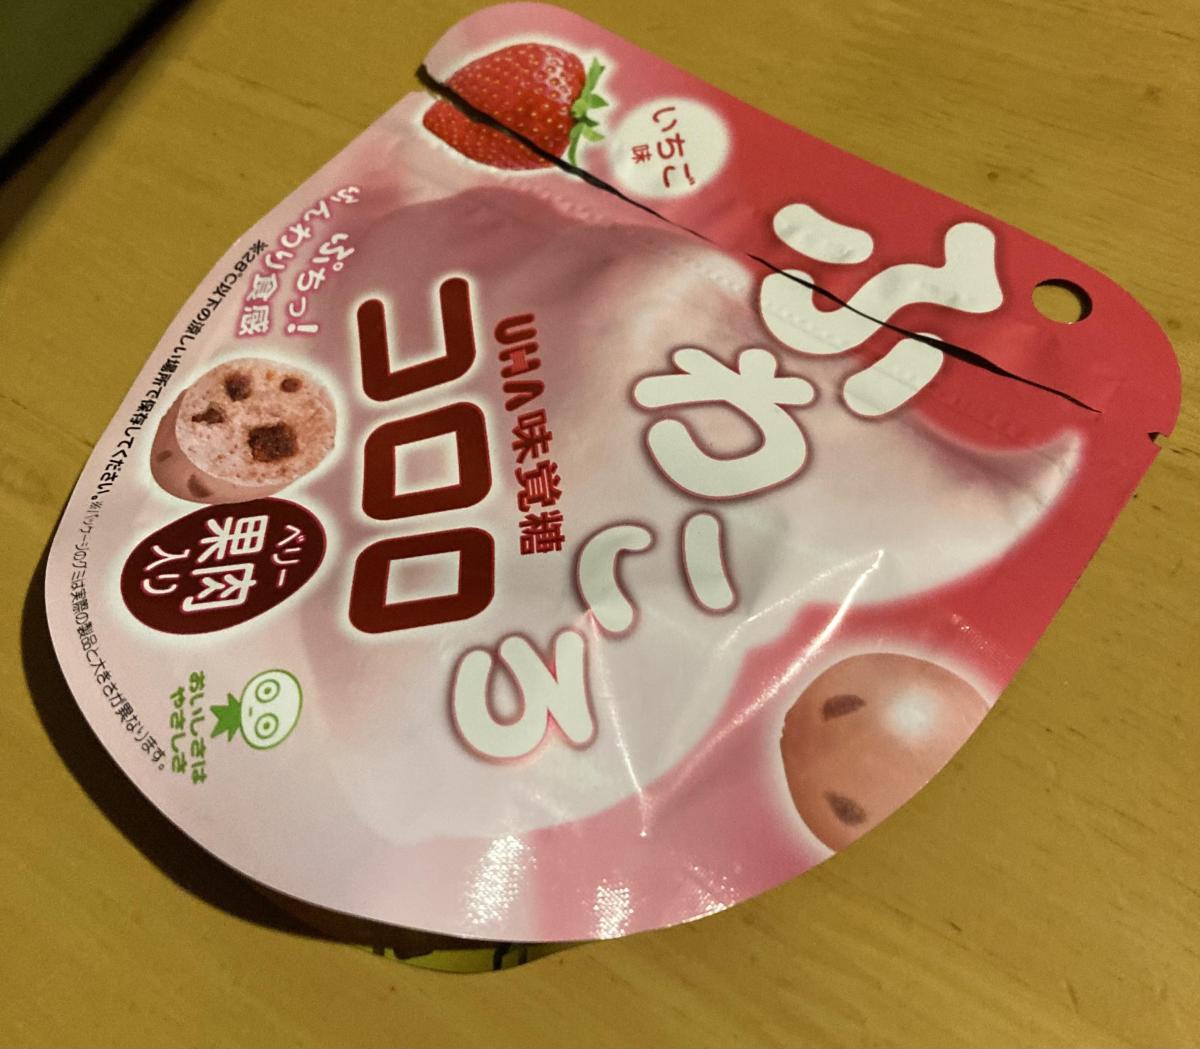 いちご
味
ふわころ
UHA味覚糖
コロロ
ぷちっ!
ふわり食感
ベリー
果肉
入り
おいしさは
やさしさ
※28℃以下の涼しい場所で保存してください。※パッケージのグミは実際の製品と大きさが異なります。